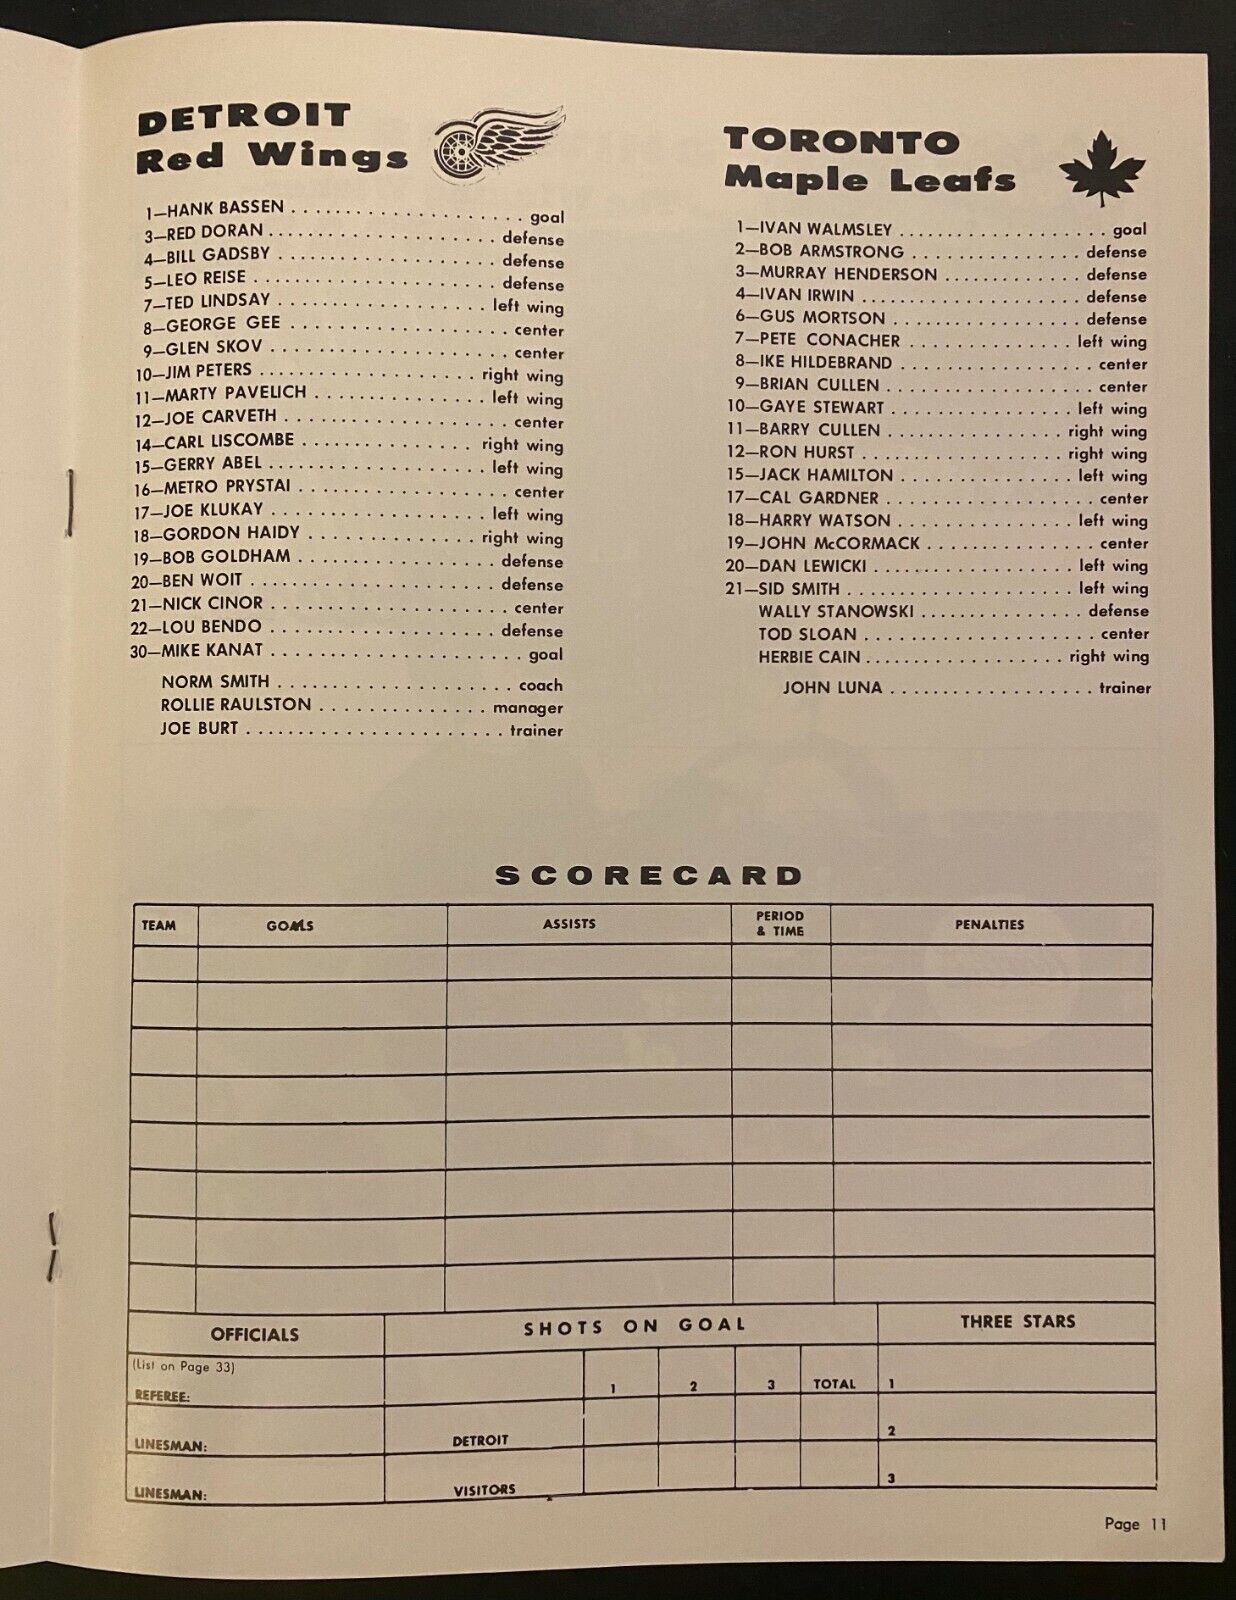 DETROIT
Red Wings
1—HANK BASSEN . . . . . . . . . . . . . . . . . . . . . goal
3—RED DORAN . . . . . . . . . . . . . . . . . . . . . defense
4—BILL GADSBY . . . . . . . . . . . . . . . . . . . . defense
5—LEO REISE . . . . . . . . . . . . . . . . . . . . . . defense
7—TED LINDSAY . . . . . . . . . . . . . . . . . . . left wing
8—GEORGE GEE . . . . . . . . . . . . . . . . . . . center
9—GLEN SKOV . . . . . . . . . . . . . . . . . . . . center
10—JIM PETERS . . . . . . . . . . . . . . . . . . . right wing
11—MARTY PAVELICH . . . . . . . . . . . . . . left wing
12—JOE CARVETH . . . . . . . . . . . . . . . . . . center
14—CARL LISCOMBE . . . . . . . . . . . . . . right wing
15—GERRY ABEL . . . . . . . . . . . . . . . . . . left wing
16—METRO PRYSTAI . . . . . . . . . . . . . . . . center
17—JOE KLUKAY . . . . . . . . . . . . . . . . . . left wing
18—GORDON HAIDY . . . . . . . . . . . . . . right wing
19—BOB GOLDHAM . . . . . . . . . . . . . . . . defense
20—BEN WOIT . . . . . . . . . . . . . . . . . . . . defense
21—NICK CINOR . . . . . . . . . . . . . . . . . . . center
22—LOU BENDO . . . . . . . . . . . . . . . . . . defense
30—MIKE KANAT . . . . . . . . . . . . . . . . . . . . goal
NORM SMITH . . . . . . . . . . . . . . . . . . . coach
ROLLIE RAULSTON . . . . . . . . . . . . . . manager
JOE BURT . . . . . . . . . . . . . . . . . . . . . . trainer
TORONTO
Maple Leafs
1—IVAN WALMSLEY . . . . . . . . . . . . . . . . . . . goal
2—BOB ARMSTRONG . . . . . . . . . . . . . . . . defense
3—MURRAY HENDERSON . . . . . . . . . . . . . defense
4—IVAN IRWIN . . . . . . . . . . . . . . . . . . . . . defense
6—GUS MORTSON . . . . . . . . . . . . . . . . . . defense
7—PETE CONACHER . . . . . . . . . . . . . . . . left wing
8—IKE HILDEBRAND . . . . . . . . . . . . . . . . . . center
9—BRIAN CULLEN . . . . . . . . . . . . . . . . . . . center
10—GAYE STEWART . . . . . . . . . . . . . . . . . left wing
11—BARRY CULLEN . . . . . . . . . . . . . . . . right wing
12—RON HURST . . . . . . . . . . . . . . . . . . . right wing
15—JACK HAMILTON . . . . . . . . . . . . . . . . . left wing
17—CAL GARDNER . . . . . . . . . . . . . . . . . . . center
18—HARRY WATSON . . . . . . . . . . . . . . . . . left wing
19—JOHN McCORMACK . . . . . . . . . . . . . . . center
20—DAN LEWICKI . . . . . . . . . . . . . . . . . . . left wing
21—SID SMITH . . . . . . . . . . . . . . . . . . . . . left wing
WALLY STANOWSKI . . . . . . . . . . . . . . . defense
TOD SLOAN . . . . . . . . . . . . . . . . . . . . . center
HERBIE CAIN . . . . . . . . . . . . . . . . . . right wing
JOHN LUNA . . . . . . . . . . . . . . . . . . trainer
SCORECARD
TEAM GOALS ASSISTS PERIOD & TIME PENALTIES
OFFICIALS SHOTS ON GOAL THREE STARS
(List on Page 33)
REFEREE: 1 2 3 TOTAL 1
LINESMAN: DETROIT 2
LINESMAN: VISITORS 3
Page 11